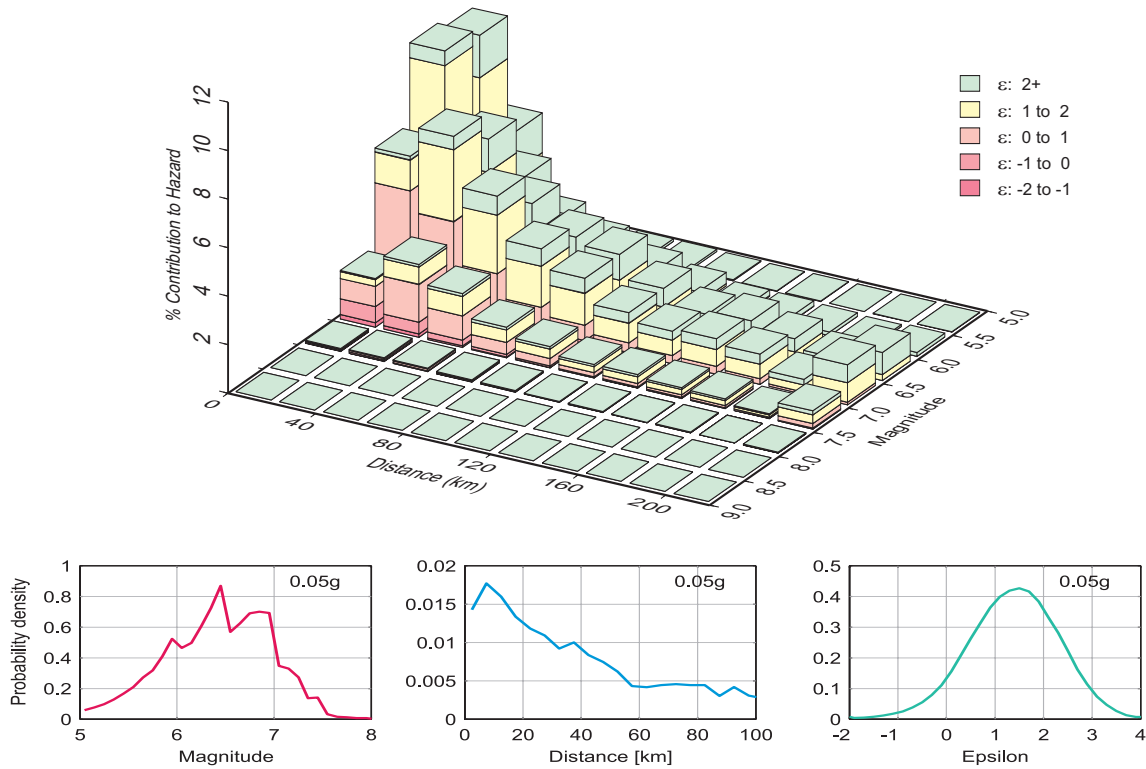 ε: 2+
ε: 1 to 2
ε: 0 to 1
ε: -1 to 0
ε: -2 to -1
% Contribution to Hazard
12
10
8
6
4
2
0
40
80
120
160
200
Distance (km)
5.0
5.5
6.0
6.5
7.0
7.5
8.0
8.5
9.0
Magnitude
Probability density
1
0.8
0.6
0.4
0.2
0
0.05g
5 6 7 8
Magnitude
0.02
0.015
0.01
0.005
0
0.05g
0 20 40 60 80 100
Distance [km]
0.5
0.4
0.3
0.2
0.1
0
0.05g
-2 -1 0 1 2 3 4
Epsilon